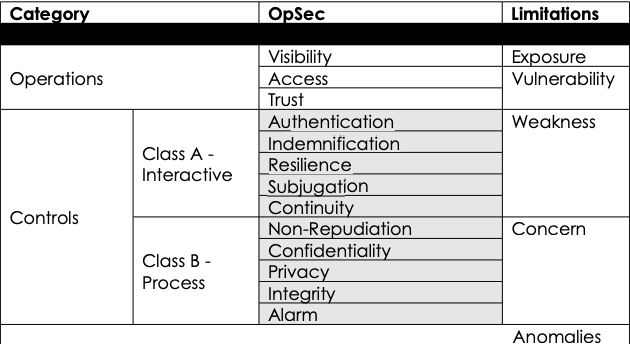 Category OpSec Limitations
Visibility Exposure
Operations Access Vulnerability
Trust
Authentication Weakness
Indemnification
Class A - Resilience
Interactive Subjugation
Continuity
Controls Non-Repudiation Concern
Confidentiality
Class B - Privacy
Process Integrity
Alarm
Anomalies